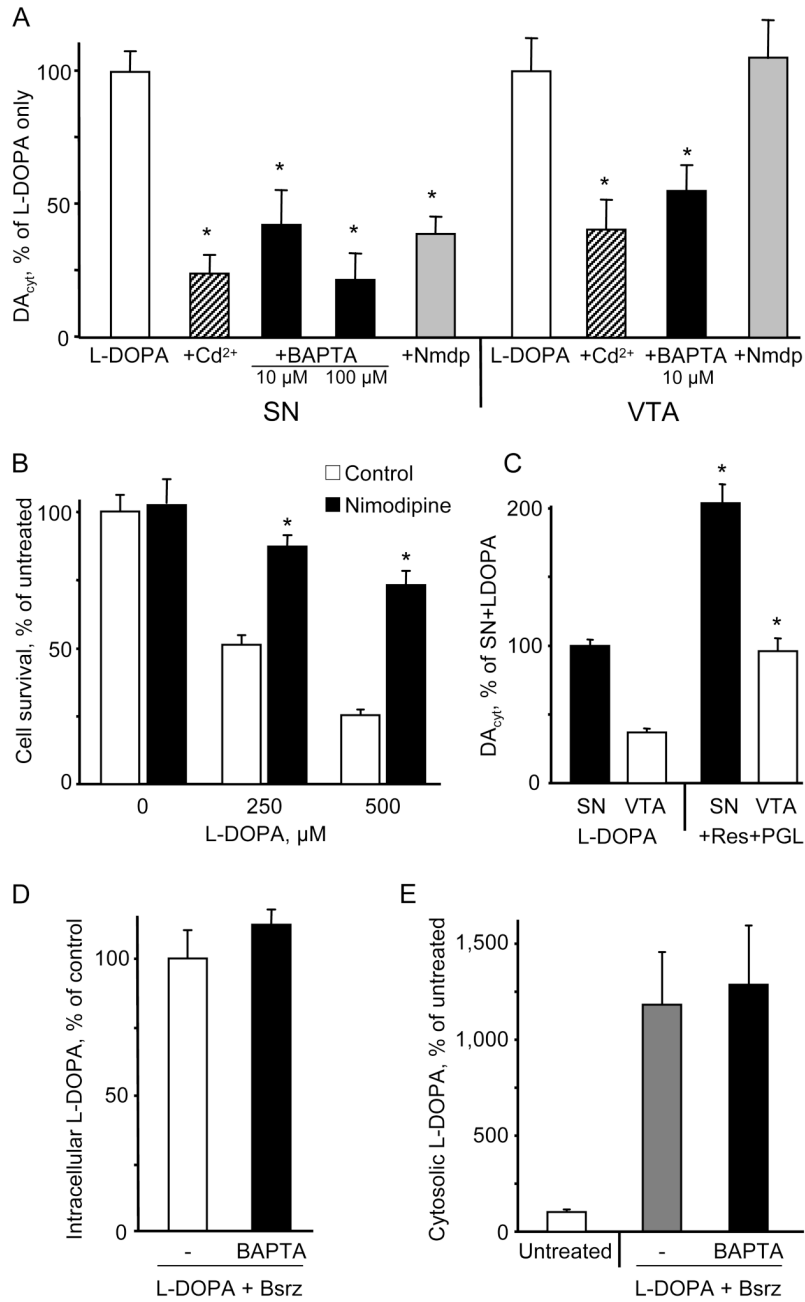 A
DAcyt, % of L-DOPA only
100
50
0
L-DOPA +Cd²⁺ +BAPTA +Nmdp L-DOPA +Cd²⁺ +BAPTA +Nmdp
10 µM 100 µM 10 µM
SN VTA
* * * * * *
B
Cell survival, % of untreated
100
50
0
Control
Nimodipine
* *
0 250 500
L-DOPA, µM
C
DAcyt, % of SN+LDOPA
200
100
0
* *
SN VTA SN VTA
L-DOPA +Res+PGL
D
Intracellular L-DOPA, % of control
100
50
0
- BAPTA
L-DOPA + Bsrz
E
Cytosolic L-DOPA, % of untreated
1,500
1,000
500
0
Untreated - BAPTA
L-DOPA + Bsrz